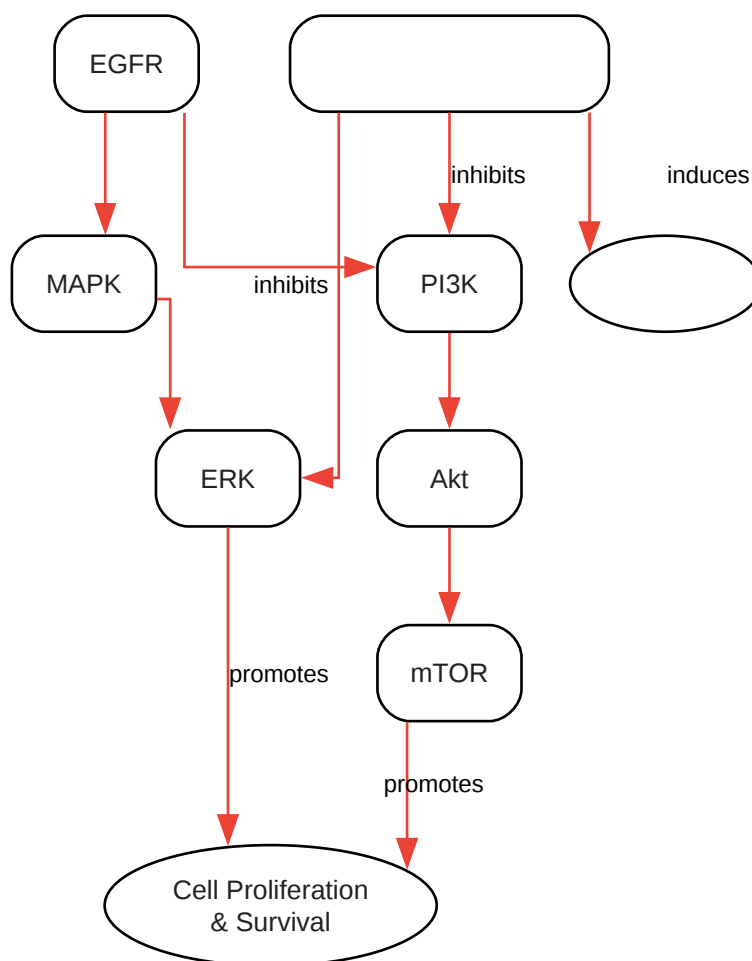 EGFR
inhibits
induces
MAPK
inhibits
PI3K
ERK
Akt
promotes
mTOR
promotes
Cell Proliferation
& Survival